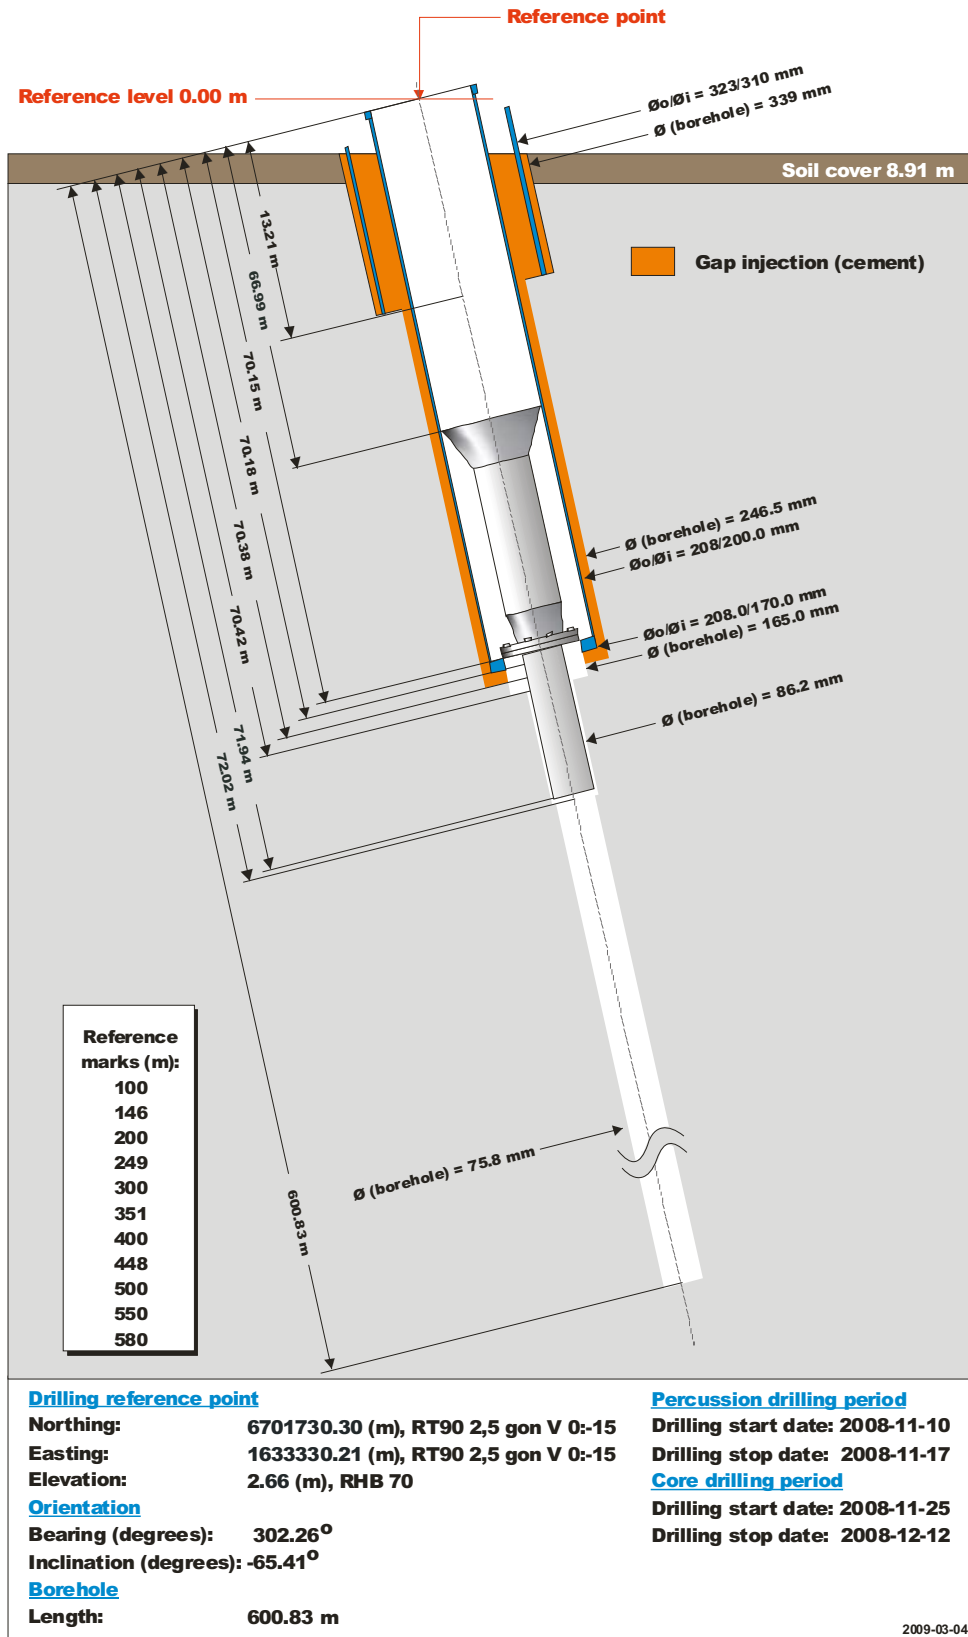 Reference point
Reference level 0.00 m
Øo/Øi = 323/310 mm
Ø (borehole) = 339 mm
Soil cover 8.91 m
Gap injection (cement)
13.21 m
66.99 m
70.15 m
70.18 m
70.38 m
70.42 m
71.94 m
72.02 m
600.83 m
Ø (borehole) = 246.5 mm
Øo/Øi = 208/200.0 mm
Øo/Øi = 208.0/170.0 mm
Ø (borehole) = 165.0 mm
Ø (borehole) = 86.2 mm
Ø (borehole) = 75.8 mm
Reference
marks (m):
100
146
200
249
300
351
400
448
500
550
580
Drilling reference point
Northing: 6701730.30 (m), RT90 2,5 gon V 0:-15
Easting: 1633330.21 (m), RT90 2,5 gon V 0:-15
Elevation: 2.66 (m), RHB 70
Orientation
Bearing (degrees): 302.26°
Inclination (degrees): -65.41°
Borehole
Length: 600.83 m
Percussion drilling period
Drilling start date: 2008-11-10
Drilling stop date: 2008-11-17
Core drilling period
Drilling start date: 2008-11-25
Drilling stop date: 2008-12-12
2009-03-04